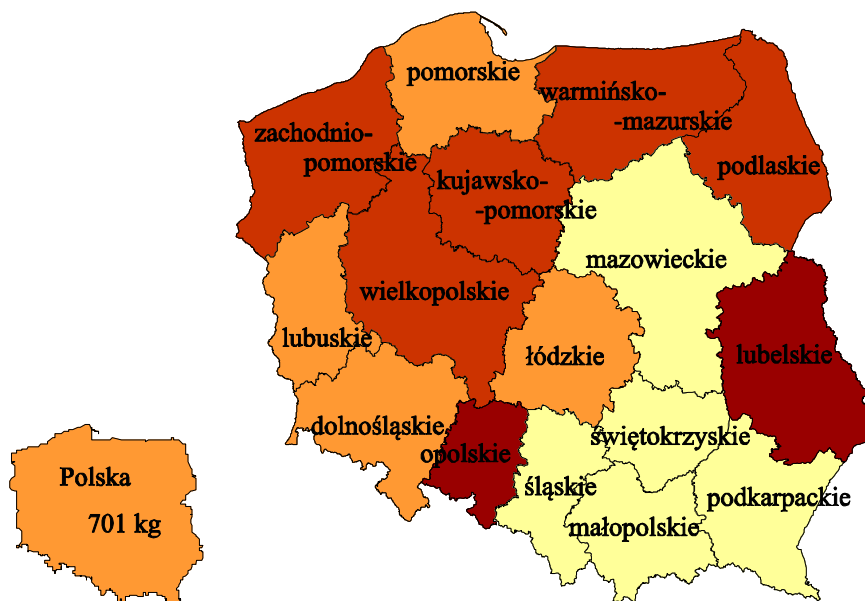 pomorskie
warmińsko-
-mazurskie
zachodnio-
pomorskie
podlaskie
kujawsko-
-pomorskie
mazowieckie
wielkopolskie
lubuskie
łódzkie
lubelskie
dolnośląskie
świętokrzyskie
opolskie
śląskie
podkarpackie
małopolskie
Polska
701 kg